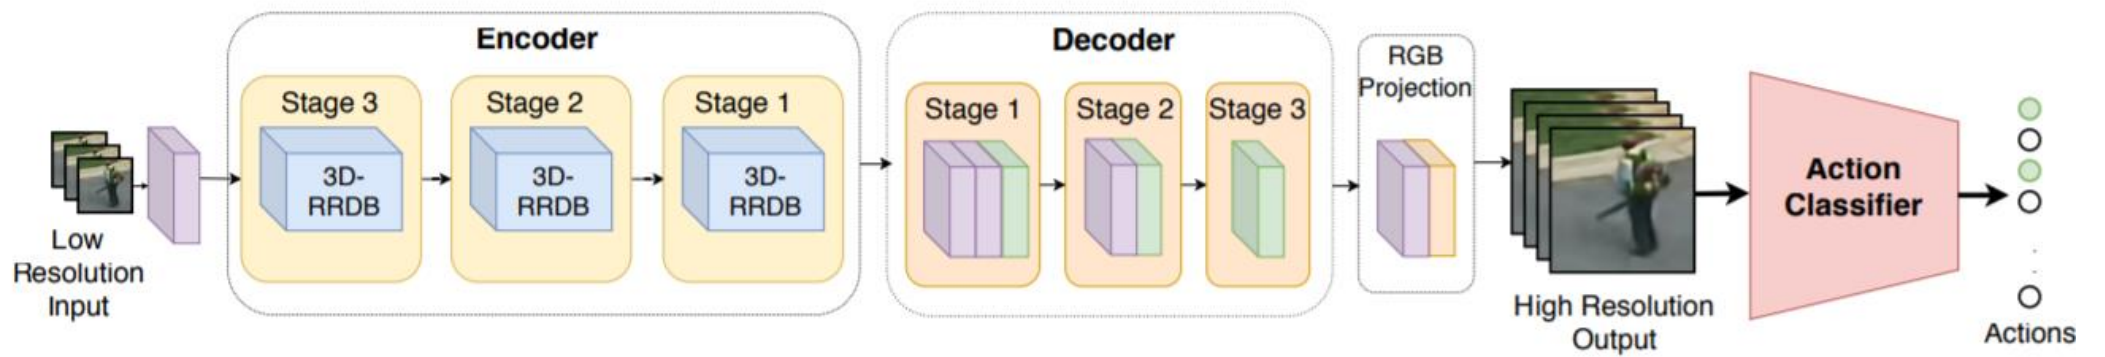 Encoder
Decoder
RGB
Projection
Stage 3
Stage 2
Stage 1
Stage 1
Stage 2
Stage 3
3D-
RRDB
3D-
RRDB
3D-
RRDB
Action
Classifier
Low
Resolution
Input
High Resolution
Output
Actions